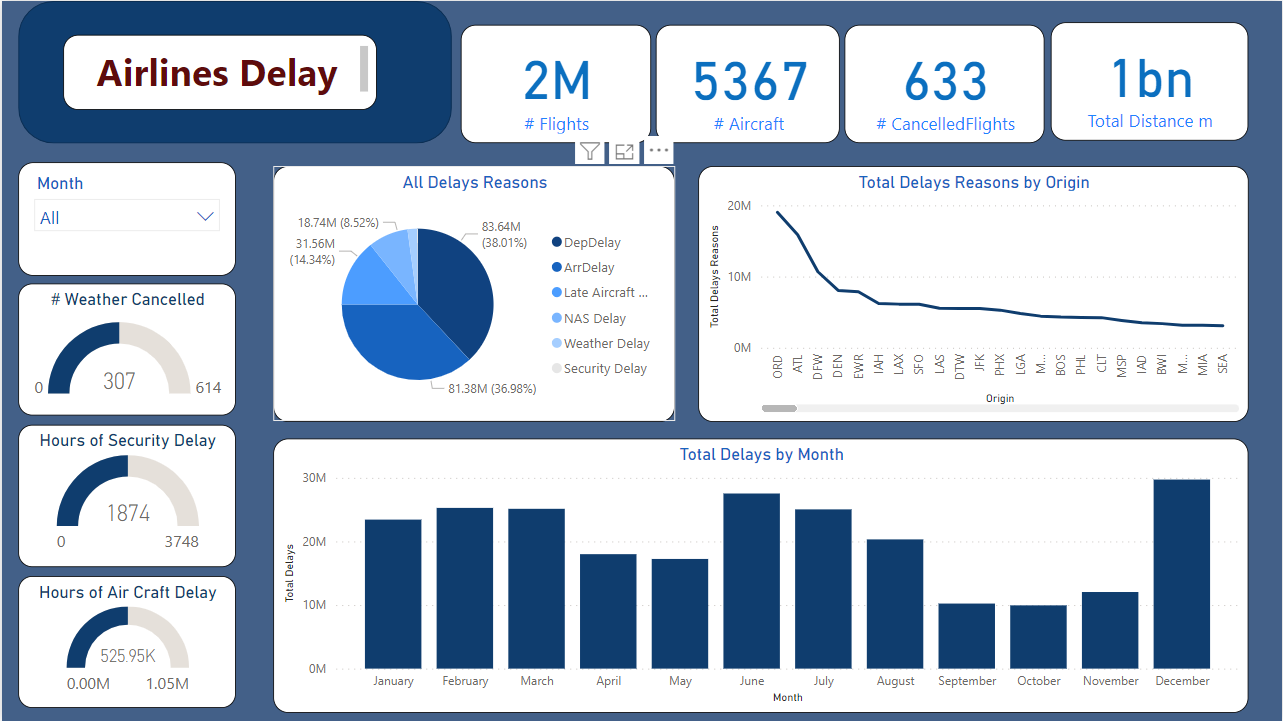 Airlines Delay
2M
# Flights
5367
# Aircraft
633
# CancelledFlights
1bn
Total Distance m
Month
All
# Weather Cancelled
307
0
614
Hours of Security Delay
1874
0
3748
Hours of Air Craft Delay
525.95K
0.00M
1.05M
All Delays Reasons
18.74M (8.52%)
31.56M
(14.34%)
83.64M
(38.01%)
81.38M (36.98%)
DepDelay
ArrDelay
Late Aircraft ...
NAS Delay
Weather Delay
Security Delay
Total Delays Reasons by Origin
Total Delays Reasons
20M
10M
0M
ORD
ATL
DFW
DEN
EWR
IAH
LAX
SFO
LAS
DTW
JFK
PHX
LGA
M...
BOS
PHL
CLT
MSP
IAD
BWI
M...
MIA
SEA
Origin
Total Delays by Month
Total Delays
30M
20M
10M
0M
January
February
March
April
May
June
July
August
September
October
November
December
Month